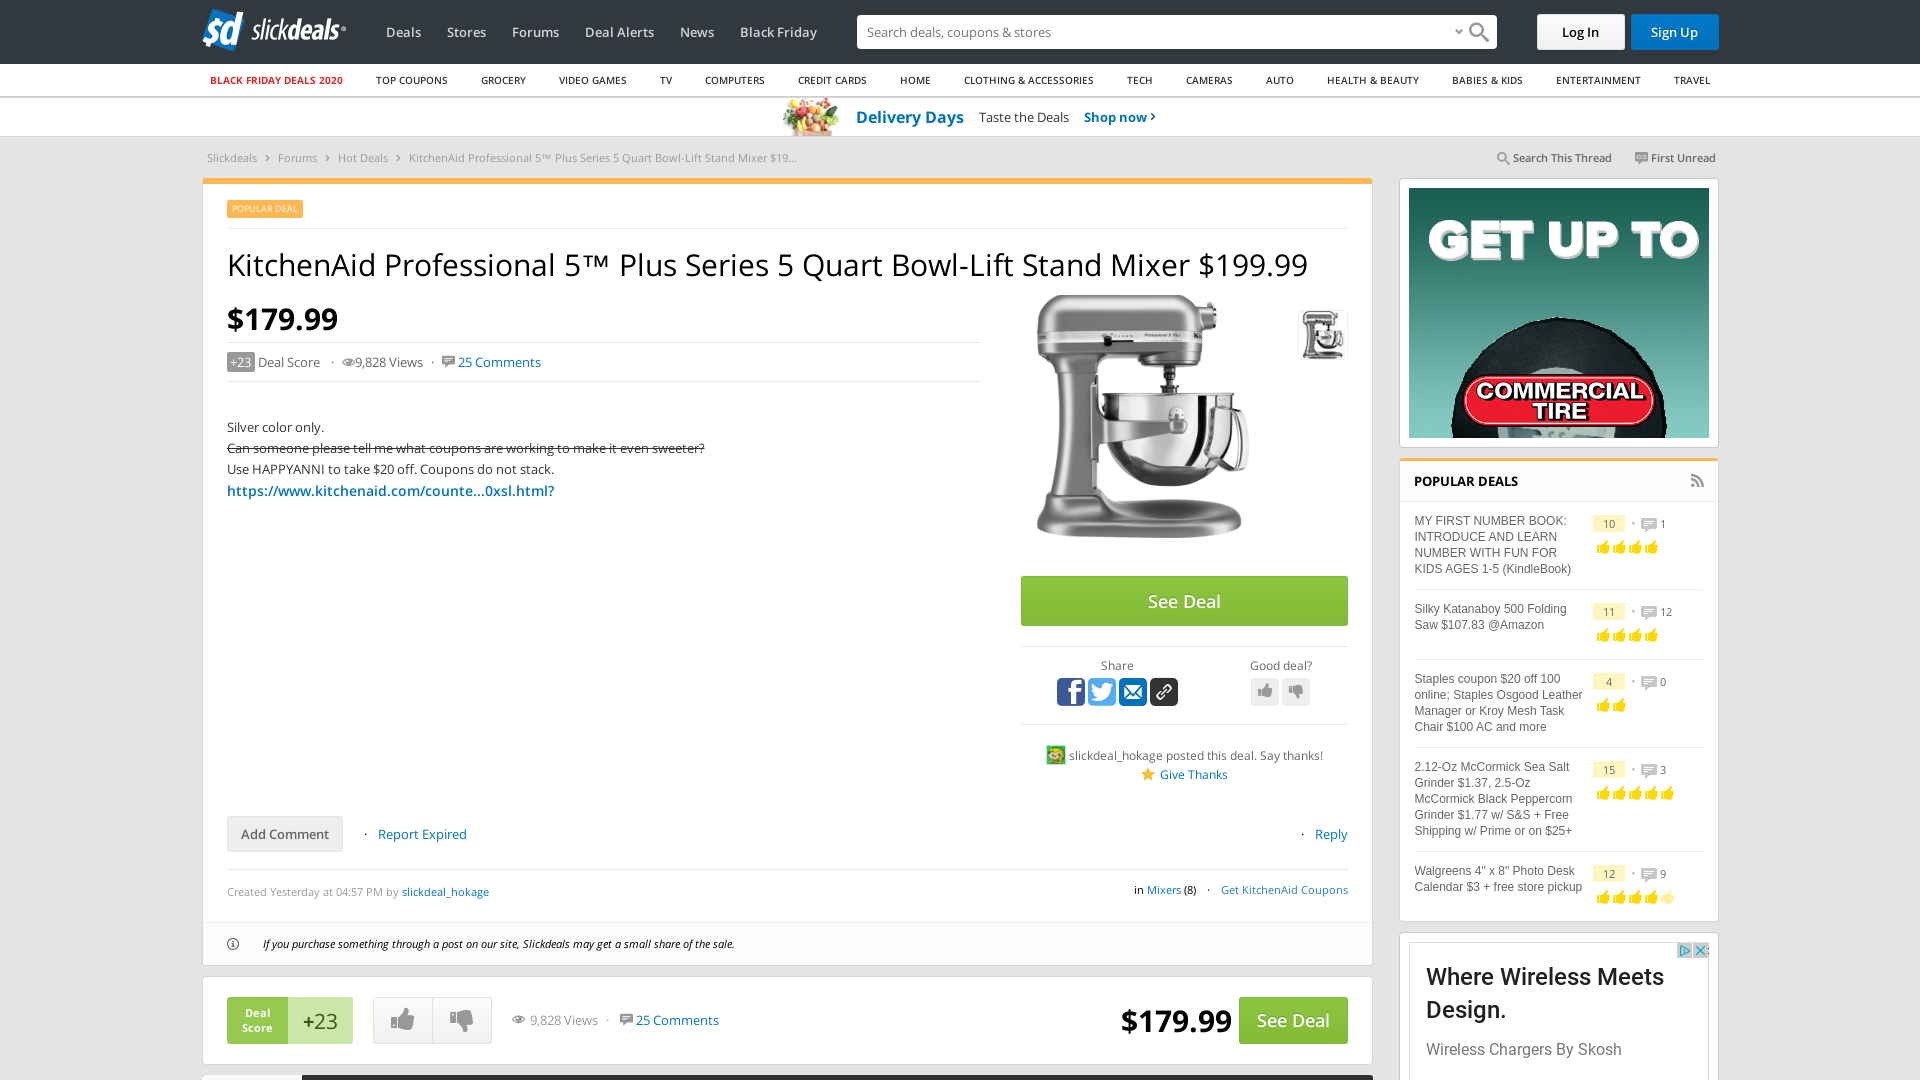 slickdeals
Deals
Stores
Forums
Deal Alerts
News
Black Friday
Search deals, coupons & shops
Log In
Sign Up
BLACK FRIDAY DEALS 2020
TOP COUPONS
GROCERY
VIDEO GAMES
TV
COMPUTERS
CREDIT CARDS
HOME
CLOTHING & ACCESSORIES
TECH
CAMERAS
AUTO
HEALTH & BEAUTY
BABIES & KIDS
ENTERTAINMENT
TRAVEL
Delivery Days Taste the Deals Shop now ›
Slickdeals › Forums › Hot Deals › KitchenAid Professional 5™ Plus Series 5 Quart Bowl-Lift Stand Mixer $19...
Search This Thread
First Unread
POPULAR DEAL
KitchenAid Professional 5™ Plus Series 5 Quart Bowl-Lift Stand Mixer $199.99
$179.99
+23 Deal Score · 9,828 Views · 25 Comments
Silver color only.
Can someone please tell me what coupons are working to make it even sweeter?
Use HAPPYANNI to take $20 off. Coupons do not stack.
https://www.kitchenaid.com/counte...0xsl.html?
See Deal
Share
Good deal?
slickdeal_hokage posted this deal. Say thanks!
Give Thanks
Add Comment
· Report Expired
· Reply
Created Yesterday at 04:57 PM by slickdeal_hokage
in Mixers (8) · Get KitchenAid Coupons
If you purchase something through a post on our site, Slickdeals may get a small share of the sale.
Deal
Score
+23
9,828 Views · 25 Comments
$179.99
See Deal
GET UP TO
COMMERCIAL
TIRE
POPULAR DEALS
MY FIRST NUMBER BOOK:
INTRODUCE AND LEARN
NUMBER WITH FUN FOR
KIDS AGES 1-5 (KindleBook)
10 • 1
Silky Katanaboy 500 Folding
Saw $107.83 @Amazon
11 • 12
Staples coupon $20 off 100
online; Staples Osgood Leather
Manager or Kroy Mesh Task
Chair $100 AC and more
4 • 0
2.12-Oz McCormick Sea Salt
Grinder $1.37, 2.5-Oz
McCormick Black Peppercorn
Grinder $1.77 w/ S&S + Free
Shipping w/ Prime or on $25+
15 • 3
Walgreens 4" x 8" Photo Desk
Calendar $3 + free store pickup
12 • 9
Where Wireless Meets
Design.
Wireless Chargers By Skosh